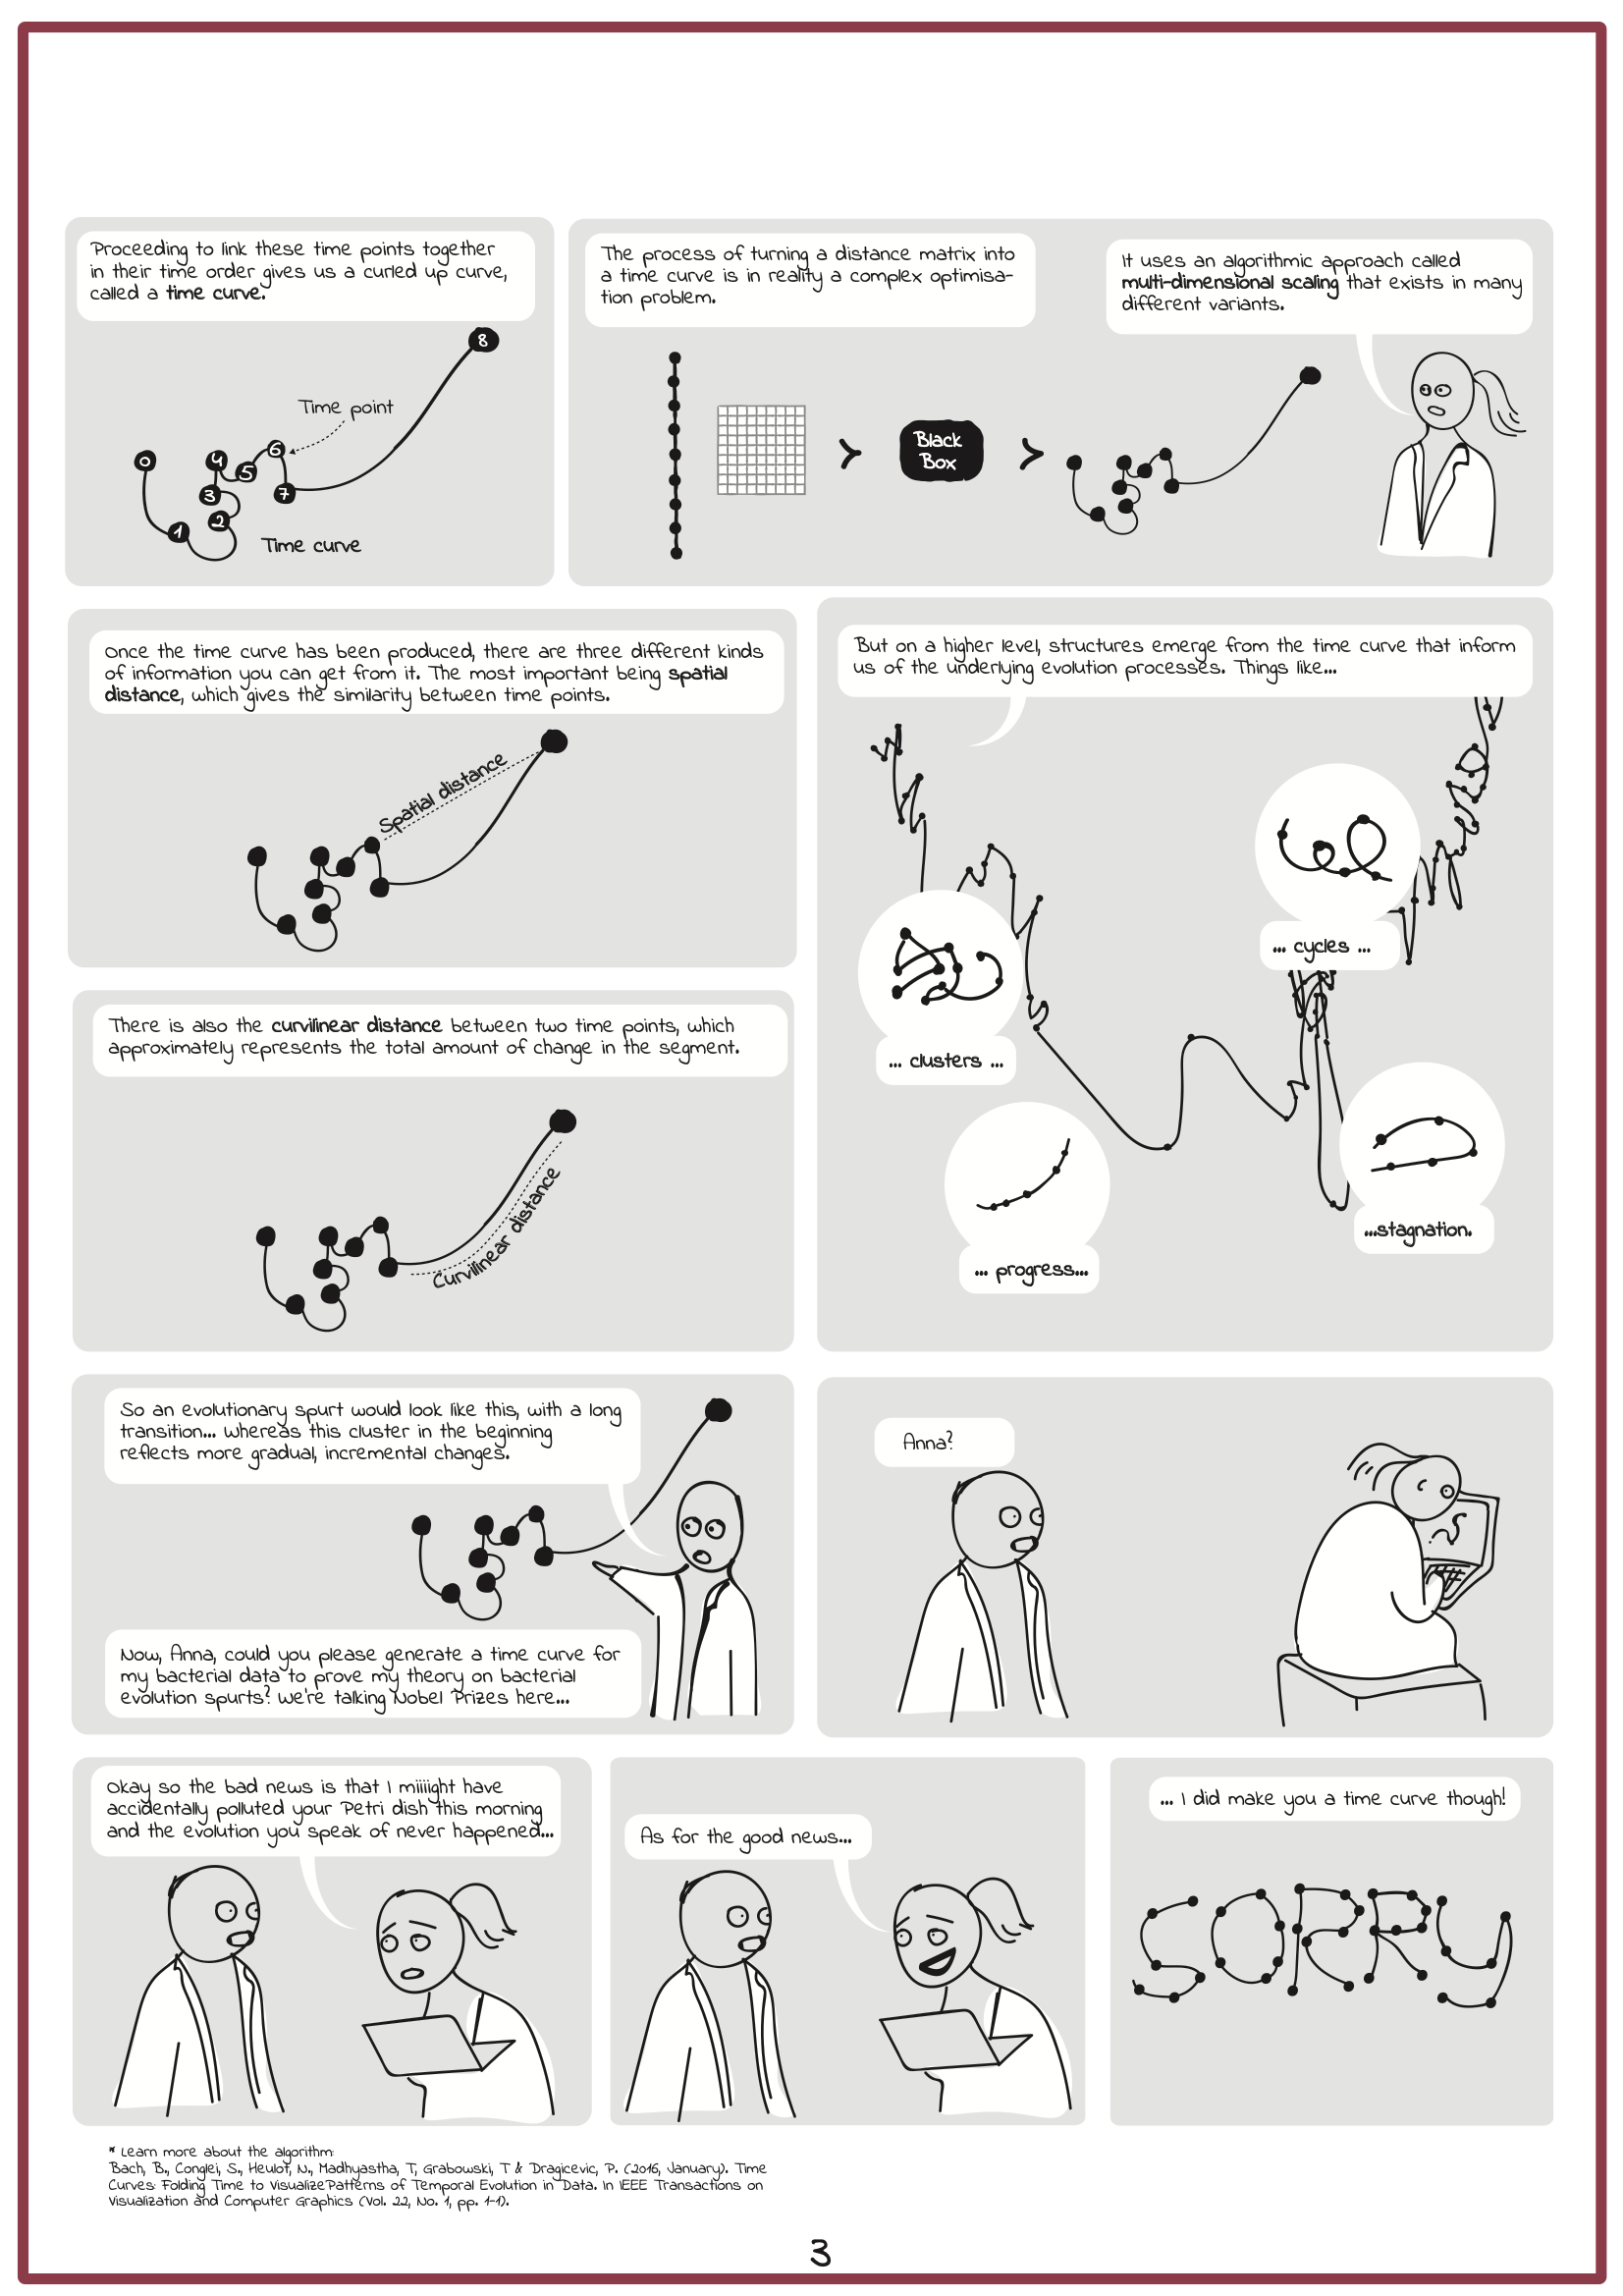 Proceeding to link these time points together
in their time order gives us a curled up curve,
called a time curve.
8
Time point
0
4
6
5
3
7
2
1
Time curve
The process of turning a distance matrix into
a time curve is in reality a complex optimisa-
tion problem.
It uses an algorithmic approach called
multi-dimensional scaling that exists in many
different variants.
Black
Box
Once the time curve has been produced, there are three different kinds
of information you can get from it. The most important being spatial
distance, which gives the similarity between time points.
Spatial distance
There is also the curvilinear distance between two time points, which
approximately represents the total amount of change in the segment.
Curvilinear distance
But on a higher level, structures emerge from the time curve that inform
us of the underlying evolution processes. Things like...
... cycles ...
... clusters ...
...stagnation.
... progress...
So an evolutionary spurt would look like this, with a long
transition... Whereas this cluster in the beginning
reflects more gradual, incremental changes.
Now, Anna, could you please generate a time curve for
my bacterial data to prove my theory on bacterial
evolution spurts? We're talking Nobel Prizes here...
Anna?
Okay so the bad news is that I miiiight have
accidentally polluted your Petri dish this morning
and the evolution you speak of never happened...
As for the good news...
... I did make you a time curve though!
SORRY
* Learn more about the algorithm:
Bach, B., Conglei, S., Heulot, N., Madhyastha, T, Grabowski, T & Dragicevic, P. (2016, January). Time
Curves: Folding Time to Visualize Patterns of Temporal Evolution in Data. In IEEE Transactions on
Visualization and Computer Graphics (Vol. 22, No. 1, pp. 1-1).
3